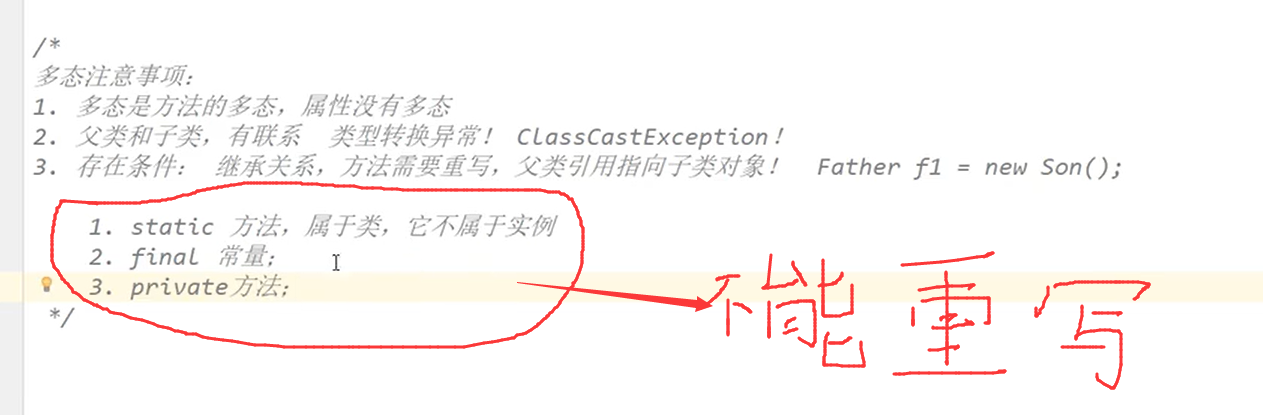 /*
多态注意事项：
1. 多态是方法的多态，属性没有多态
2. 父类和子类，有联系  类型转换异常！ ClassCastException！
3. 存在条件： 继承关系，方法需要重写，父类引用指向子类对象！  Father f1 = new Son();
1. static 方法，属于类，它不属于实例
2. final 常量；
3. private方法；
不能重写
*/